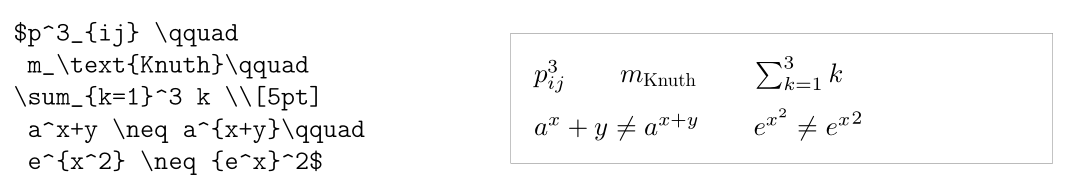 $p^3_{ij} \qquad
m_\text{Knuth}\qquad
\sum_{k=1}^3 k \\[5pt]
a^x+y \neq a^{x+y}\qquad
e^{x^2} \neq {e^x}^2$
p³ᵢⱼ m_Knuth ∑³ₖ₌₁ k
aˣ + y ≠ aˣ⁺ʸ e^{x²} ≠ eˣ²